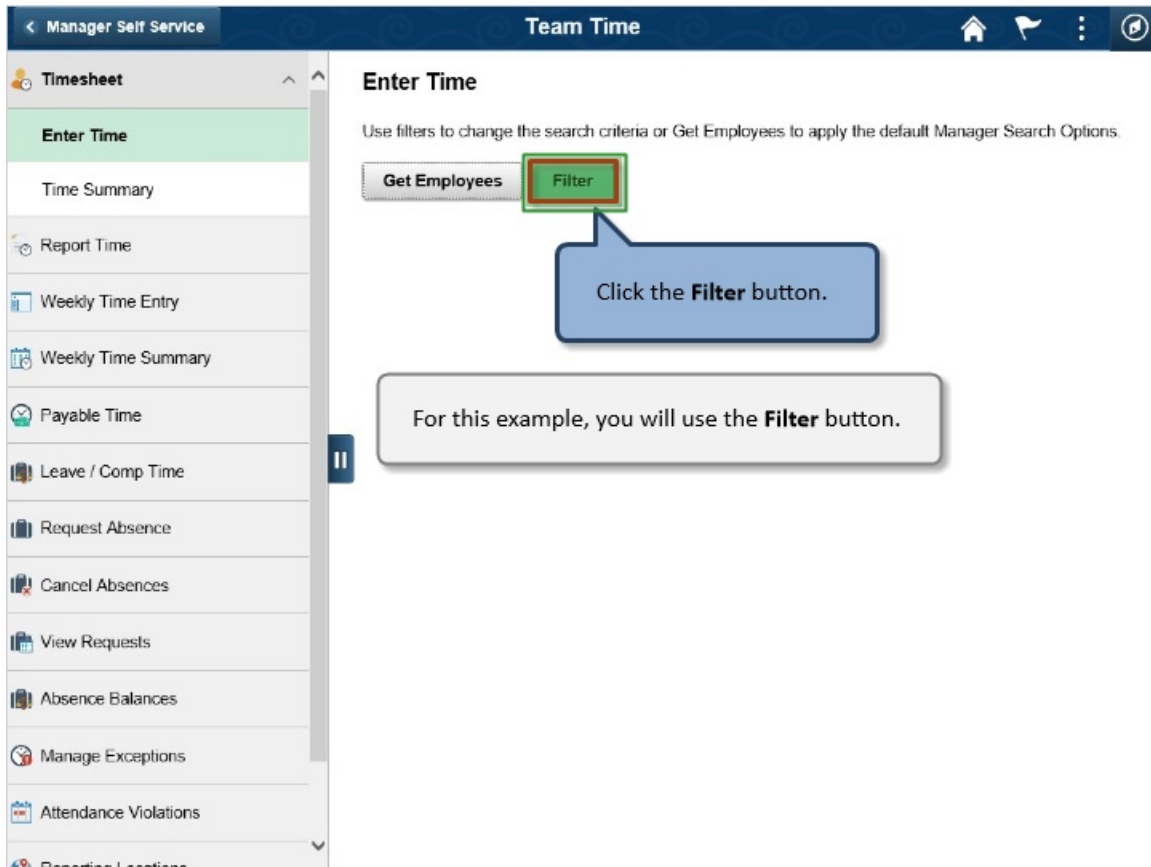 Manager Self Service
Team Time
Timesheet
Enter Time
Time Summary
Report Time
Weekly Time Entry
Weekly Time Summary
Payable Time
Leave / Comp Time
Request Absence
Cancel Absences
View Requests
Absence Balances
Manage Exceptions
Attendance Violations
Reporting Locations
Enter Time
Use filters to change the search criteria or Get Employees to apply the default Manager Search Options.
Get Employees
Filter
Click the Filter button.
For this example, you will use the Filter button.